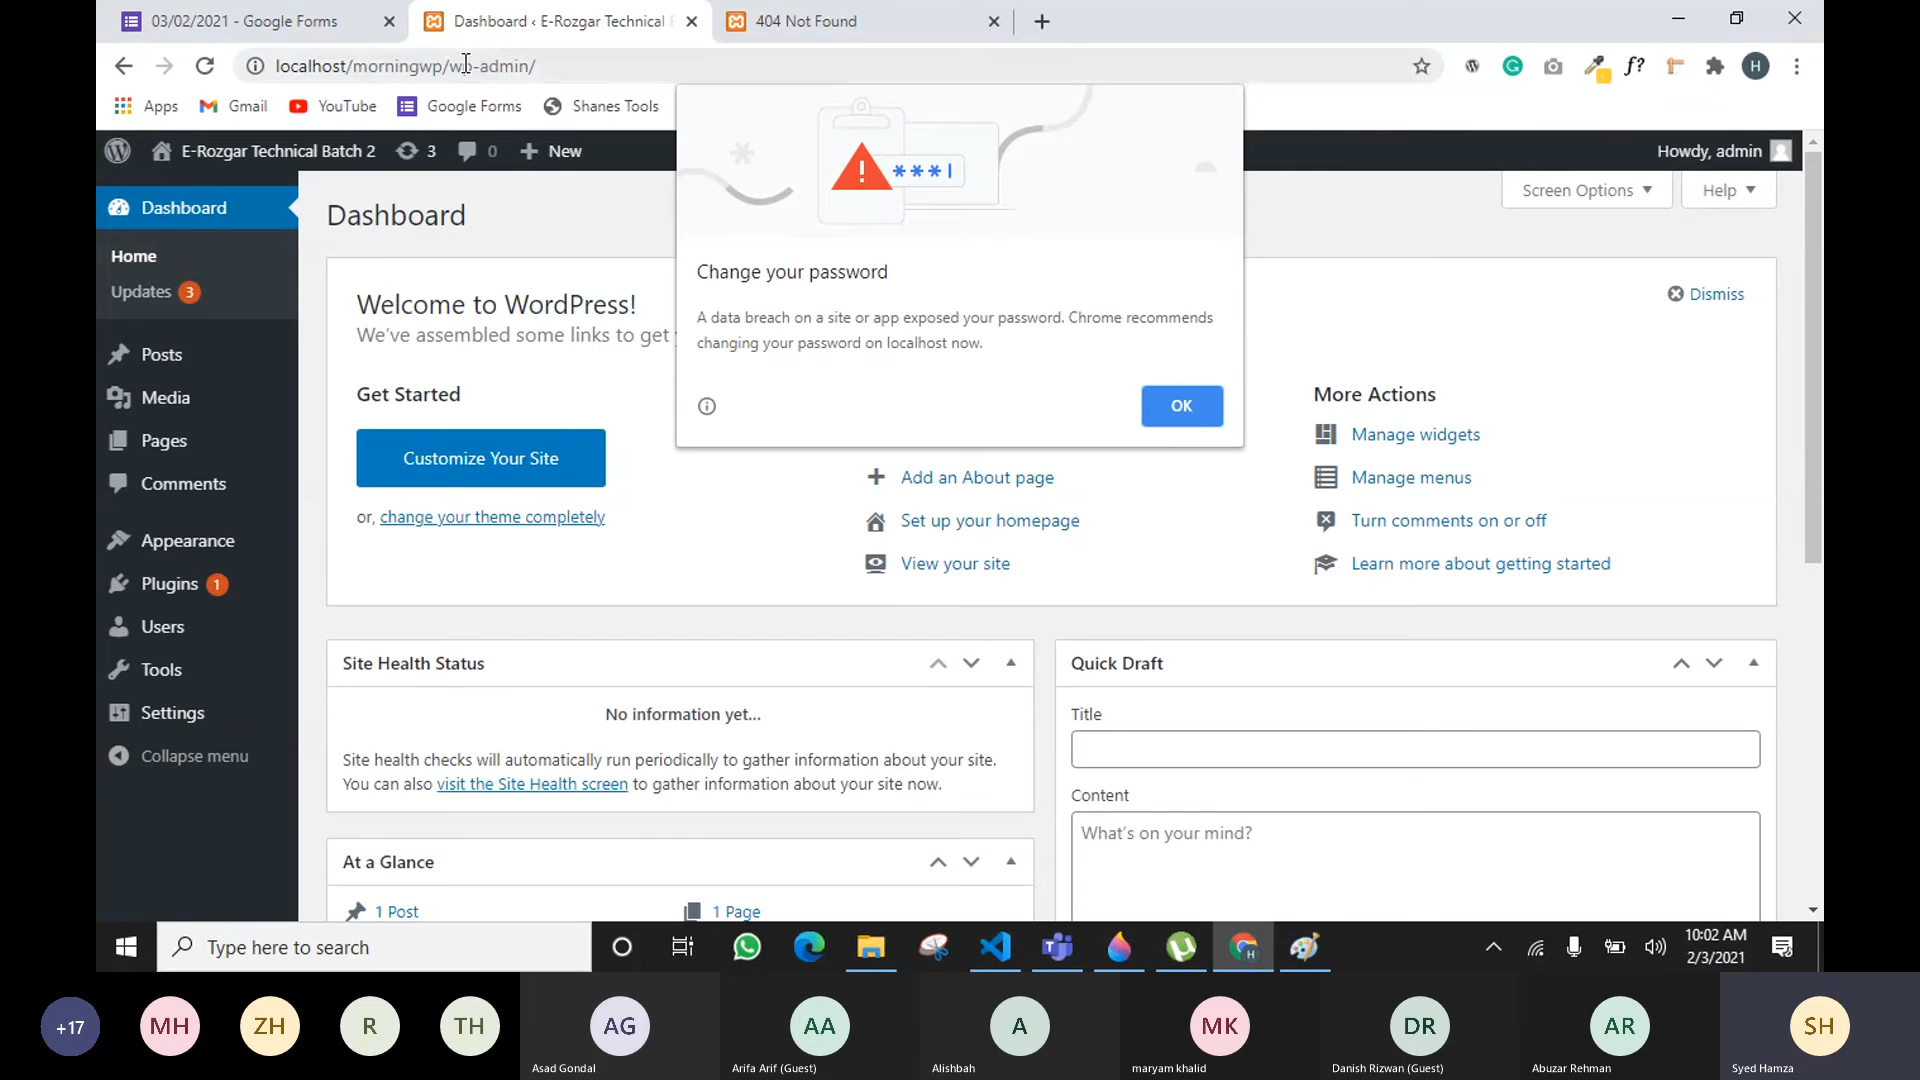 03/02/2021 - Google Forms
Dashboard ‹ E-Rozgar Technical
404 Not Found
localhost/morningwp/wp-admin/
f?
H
Apps
Gmail
YouTube
Google Forms
Shanes Tools
E-Rozgar Technical Batch 2
3
0
New
Howdy, admin
Dashboard
Home
Updates 3
Posts
Media
Pages
Comments
Appearance
Plugins 1
Users
Tools
Settings
Collapse menu
Dashboard
Screen Options
Help
Welcome to WordPress!
We've assembled some links to get
Dismiss
Get Started
Customize Your Site
or, change your theme completely
***
Change your password
A data breach on a site or app exposed your password. Chrome recommends
changing your password on localhost now.
OK
Add an About page
Set up your homepage
View your site
More Actions
Manage widgets
Manage menus
Turn comments on or off
Learn more about getting started
Site Health Status
No information yet...
Site health checks will automatically run periodically to gather information about your site.
You can also visit the Site Health screen to gather information about your site now.
At a Glance
1 Post
1 Page
Quick Draft
Title
Content
What's on your mind?
Type here to search
10:02 AM
2/3/2021
+17
MH
ZH
R
TH
AG
Asad Gondal
AA
Arifa Arif (Guest)
A
Alishbah
MK
maryam khalid
DR
Danish Rizwan (Guest)
AR
Abuzar Rehman
SH
Syed Hamza